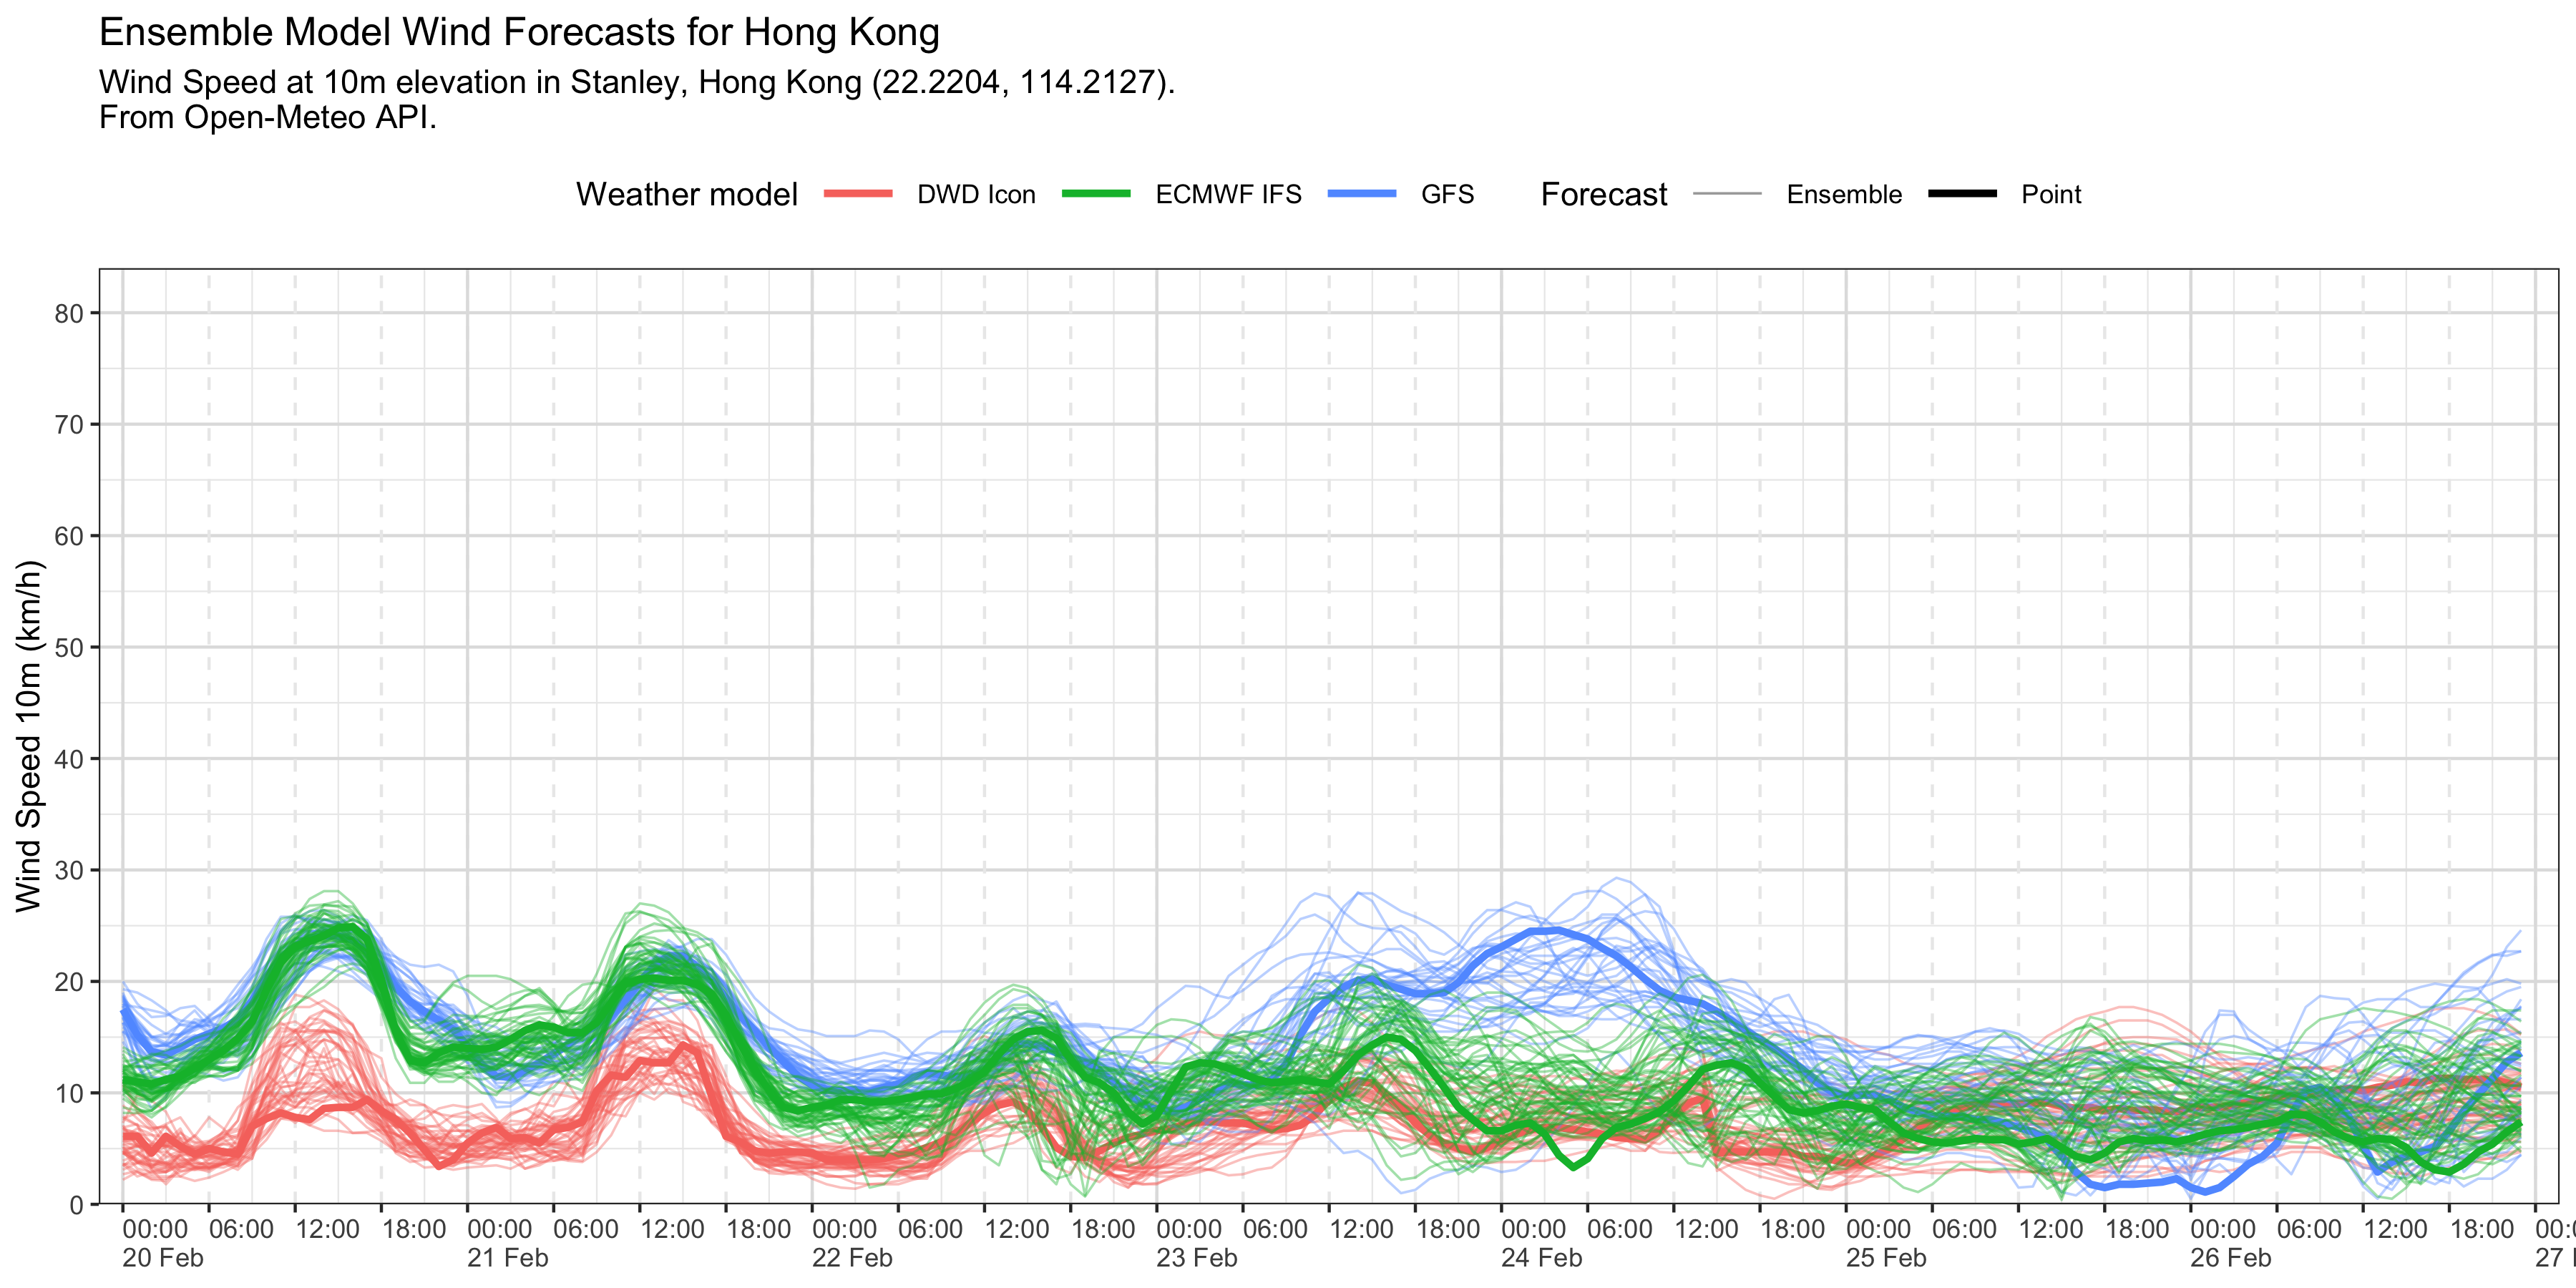 Ensemble Model Wind Forecasts for Hong Kong
Wind Speed at 10m elevation in Stanley, Hong Kong (22.2204, 114.2127).
From Open-Meteo API.
Weather model DWD Icon ECMWF IFS GFS Forecast Ensemble Point
Wind Speed 10m (km/h)
80
70
60
50
40
30
20
10
0
00:00 06:00 12:00 18:00 00:00 06:00 12:00 18:00 00:00 06:00 12:00 18:00 00:00 06:00 12:00 18:00 00:00 06:00 12:00 18:00 00:00 06:00 12:00 18:00 00:00 06:00 12:00 18:00 00:0
20 Feb 21 Feb 22 Feb 23 Feb 24 Feb 25 Feb 26 Feb 27